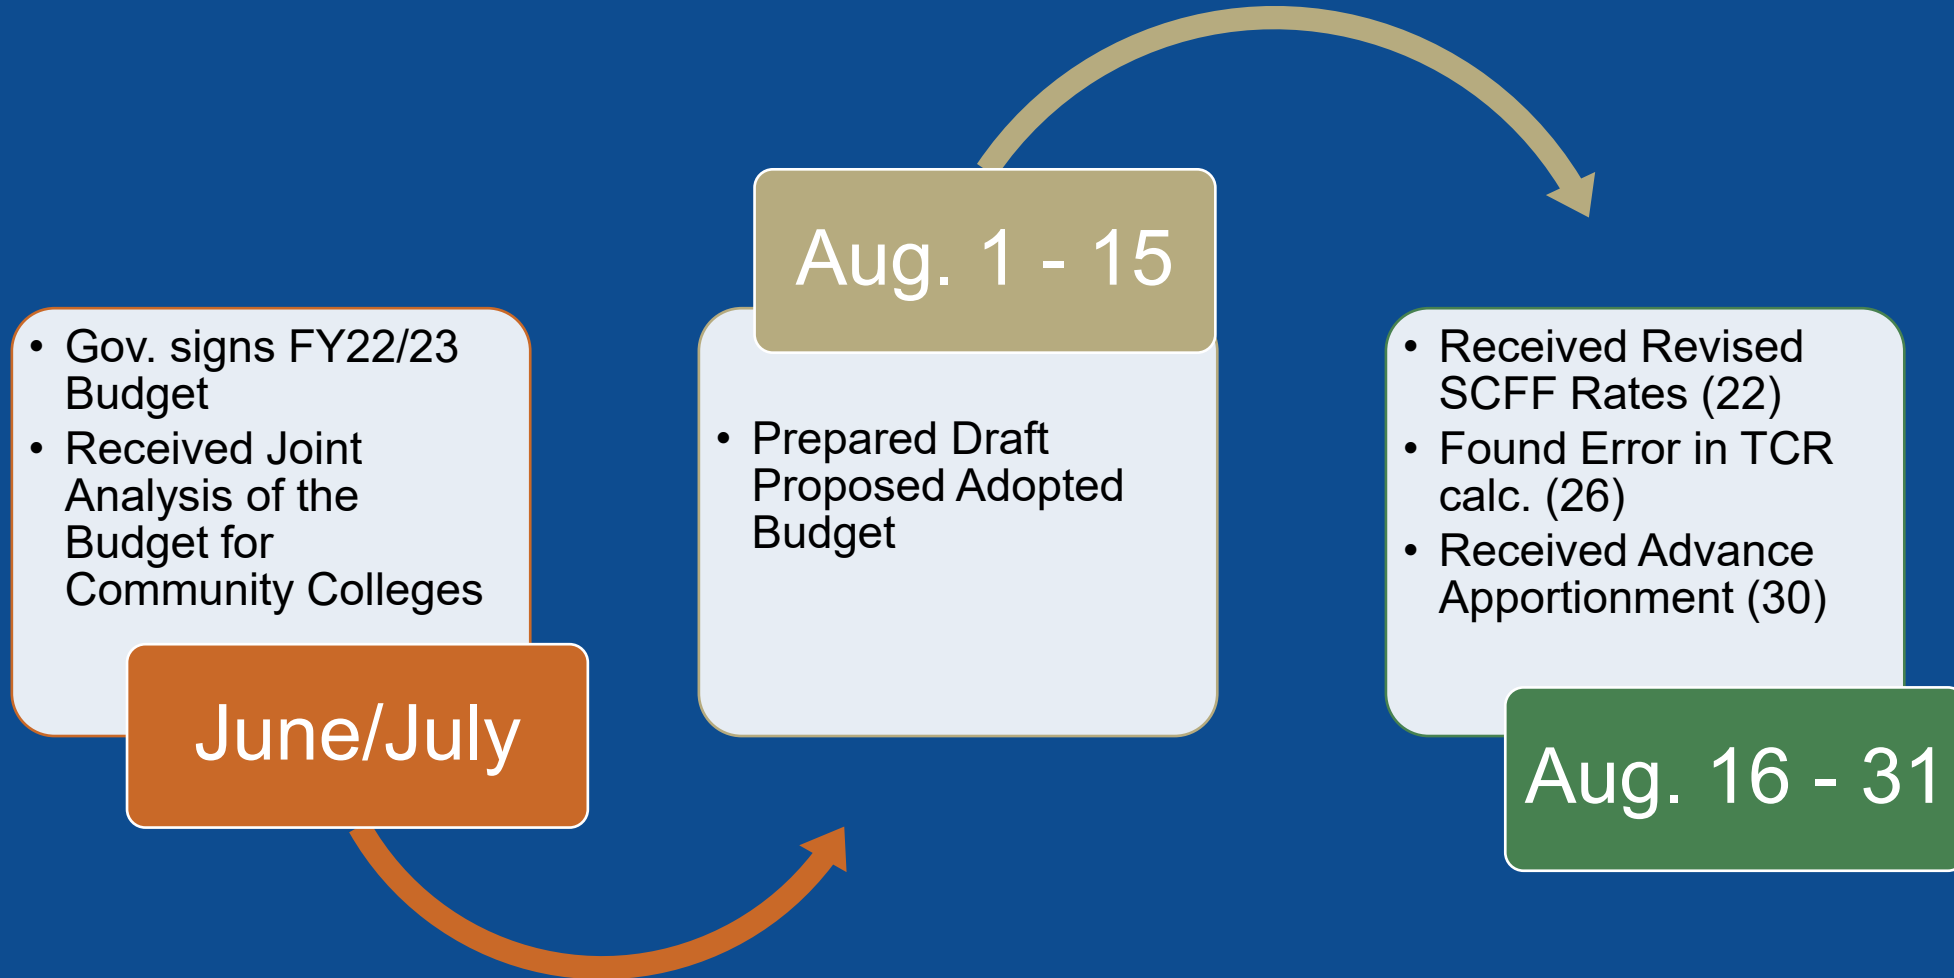 • Gov. signs FY22/23
Budget
• Received Joint
Analysis of the
Budget for
Community Colleges
June/July
Aug. 1 - 15
• Prepared Draft
Proposed Adopted
Budget
• Received Revised
SCFF Rates (22)
• Found Error in TCR
calc. (26)
• Received Advance
Apportionment (30)
Aug. 16 - 31